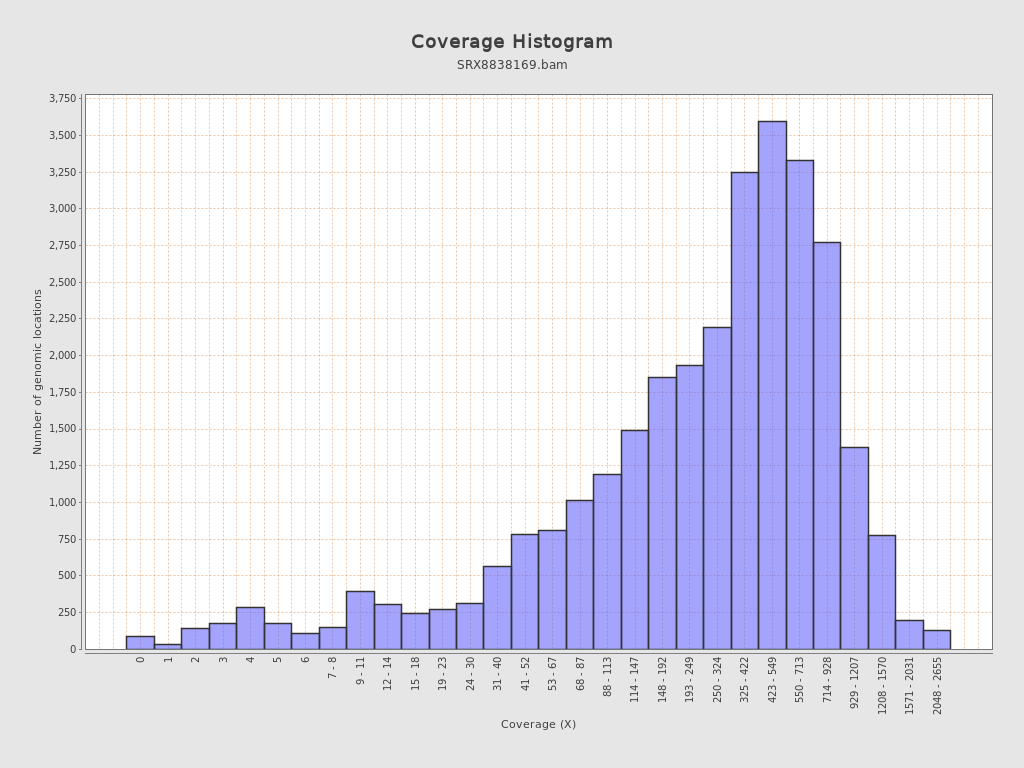 Coverage Histogram
SRX8838169.bam
3,750
3,500
3,250
3,000
2,750
2,500
2,250
2,000
1,750
1,500
1,250
1,000
750
500
250
0
Number of genomic locations
0
1
2
3
4
5
6
7 - 8
9 - 11
12 - 14
15 - 18
19 - 23
24 - 30
31 - 40
41 - 52
53 - 67
68 - 87
88 - 113
114 - 147
148 - 192
193 - 249
250 - 324
325 - 422
423 - 549
550 - 713
714 - 928
929 - 1207
1208 - 1570
1571 - 2031
2048 - 2655
Coverage (X)